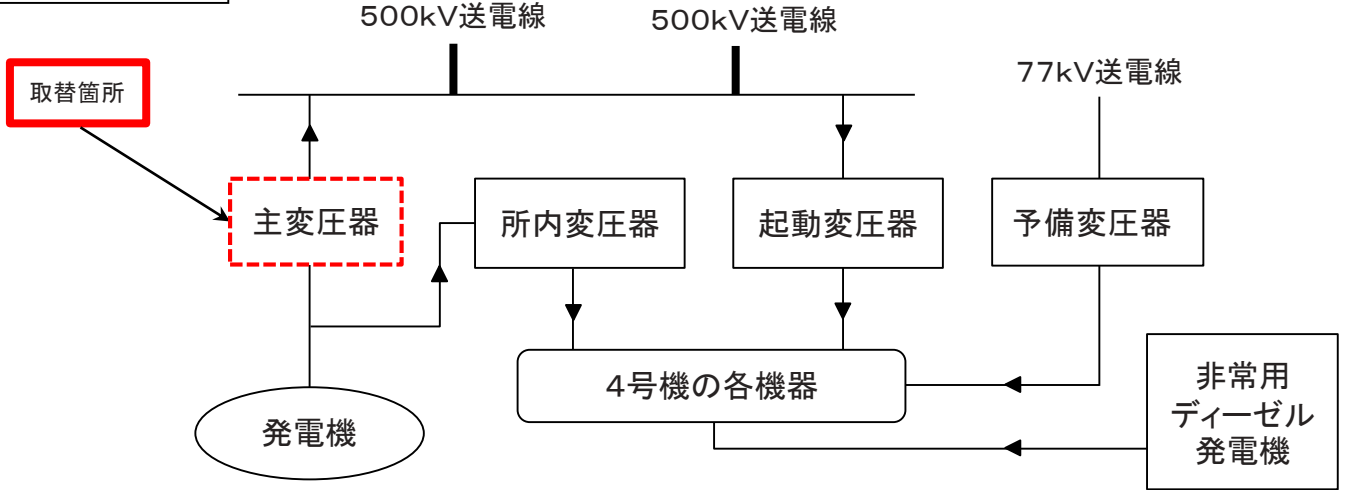 500kV送電線
500kV送電線
77kV送電線
取替箇所
主変圧器
所内変圧器
起動変圧器
予備変圧器
4号機の各機器
非常用
ディーゼル
発電機
発電機